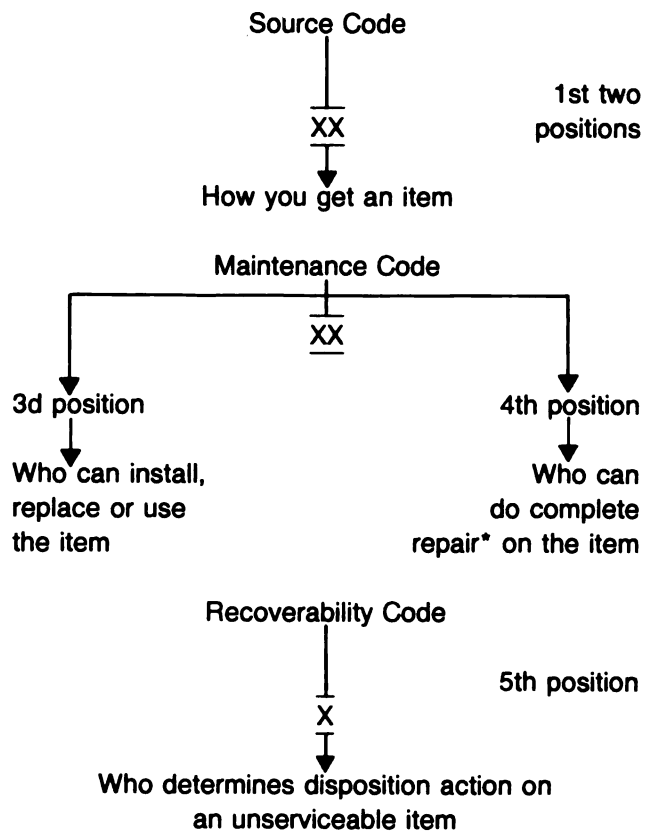 Source Code
1st two
positions
XX
How you get an item
Maintenance Code
XX
3d position
4th position
Who can install,
replace or use
the item
Who can
do complete
repair* on the item
Recoverability Code
5th position
X
Who determines disposition action on
an unserviceable item